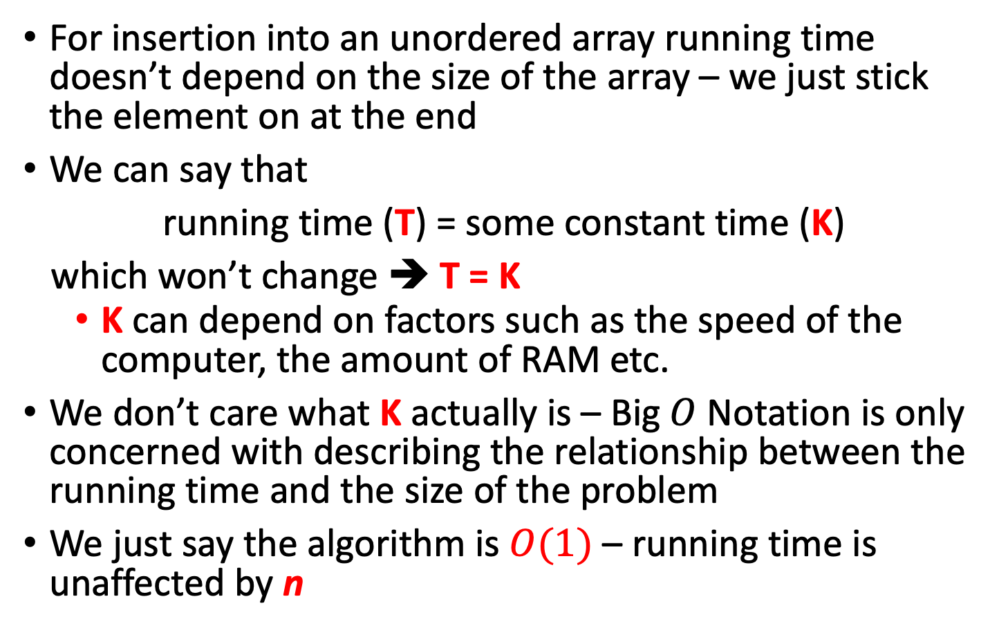 • For insertion into an unordered array running time
doesn’t depend on the size of the array – we just stick
the element on at the end
• We can say that
running time (T) = some constant time (K)
which won’t change ➔ T = K
• K can depend on factors such as the speed of the
computer, the amount of RAM etc.
• We don’t care what K actually is – Big O Notation is only
concerned with describing the relationship between the
running time and the size of the problem
• We just say the algorithm is O(1) – running time is
unaffected by n